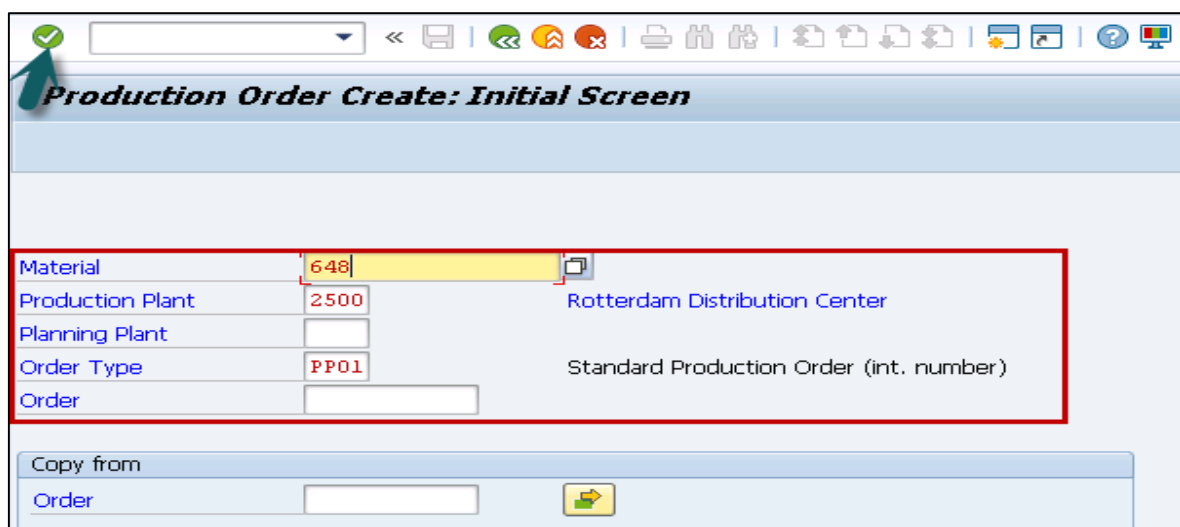 Production Order Create: Initial Screen
Material 648
Production Plant 2500 Rotterdam Distribution Center
Planning Plant
Order Type PP01 Standard Production Order (int. number)
Order
Copy from
Order